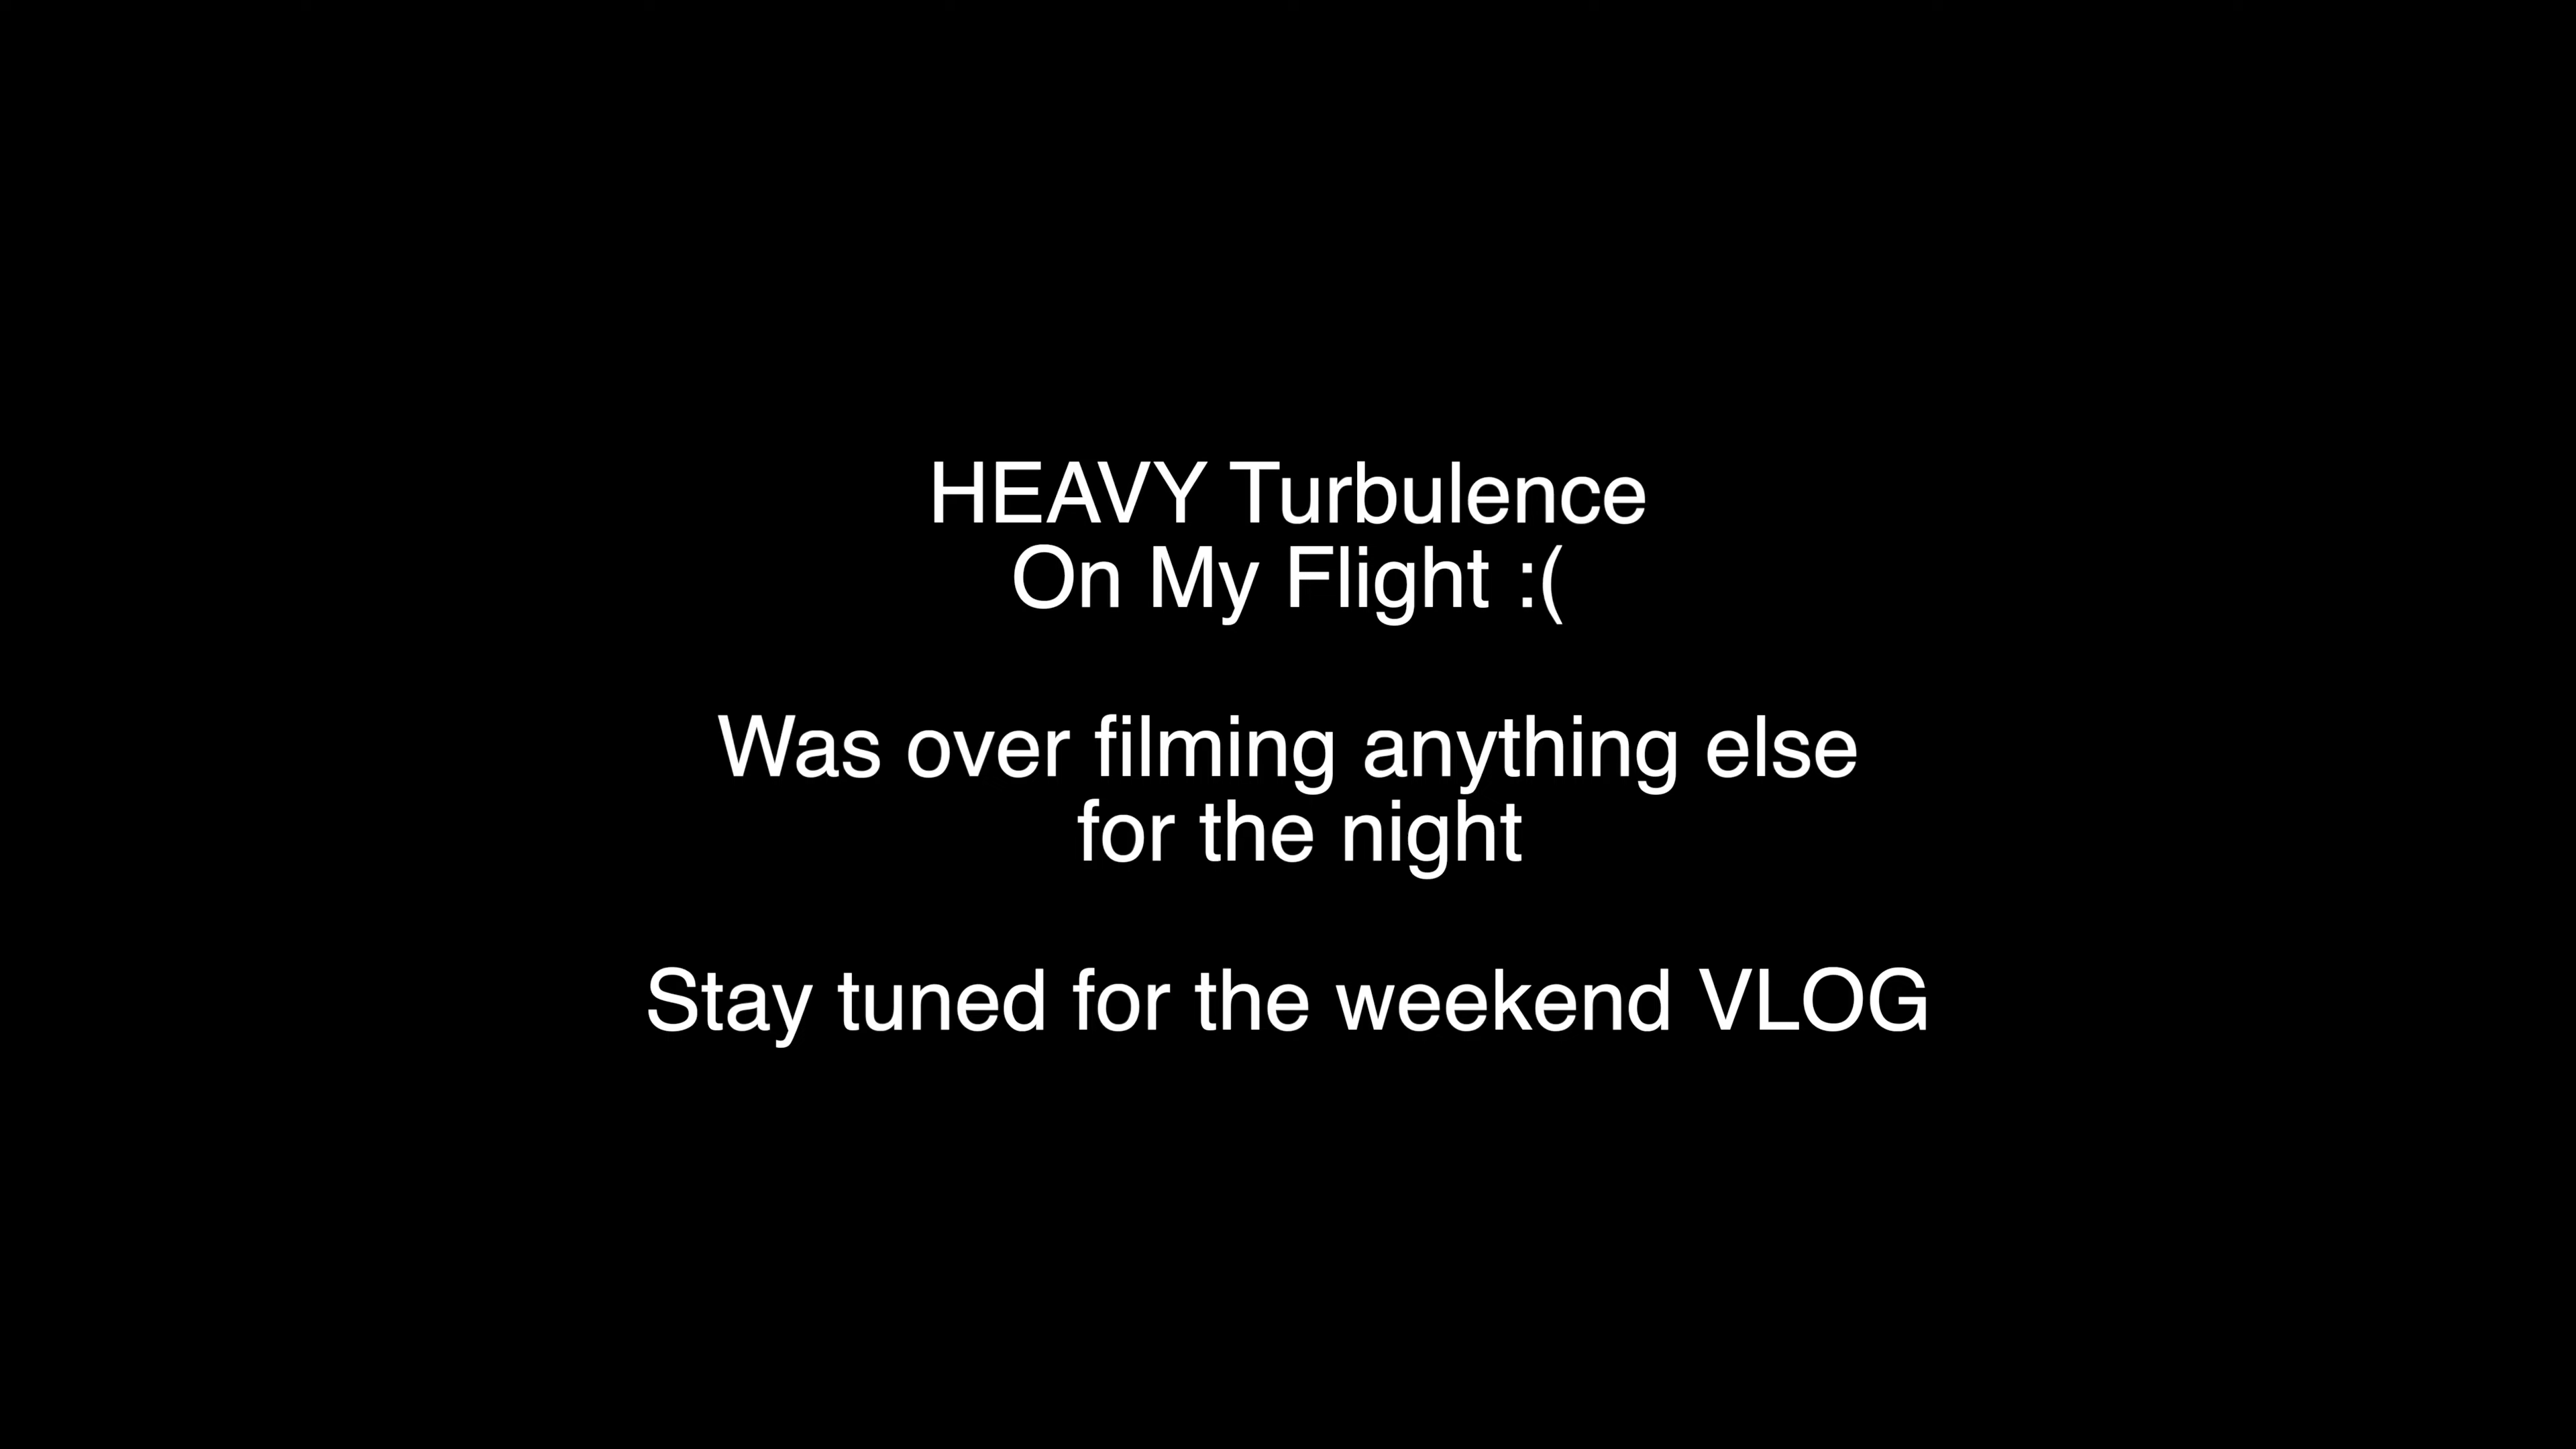 HEAVY Turbulence
On My Flight :(
Was over filming anything else
for the night
Stay tuned for the weekend VLOG